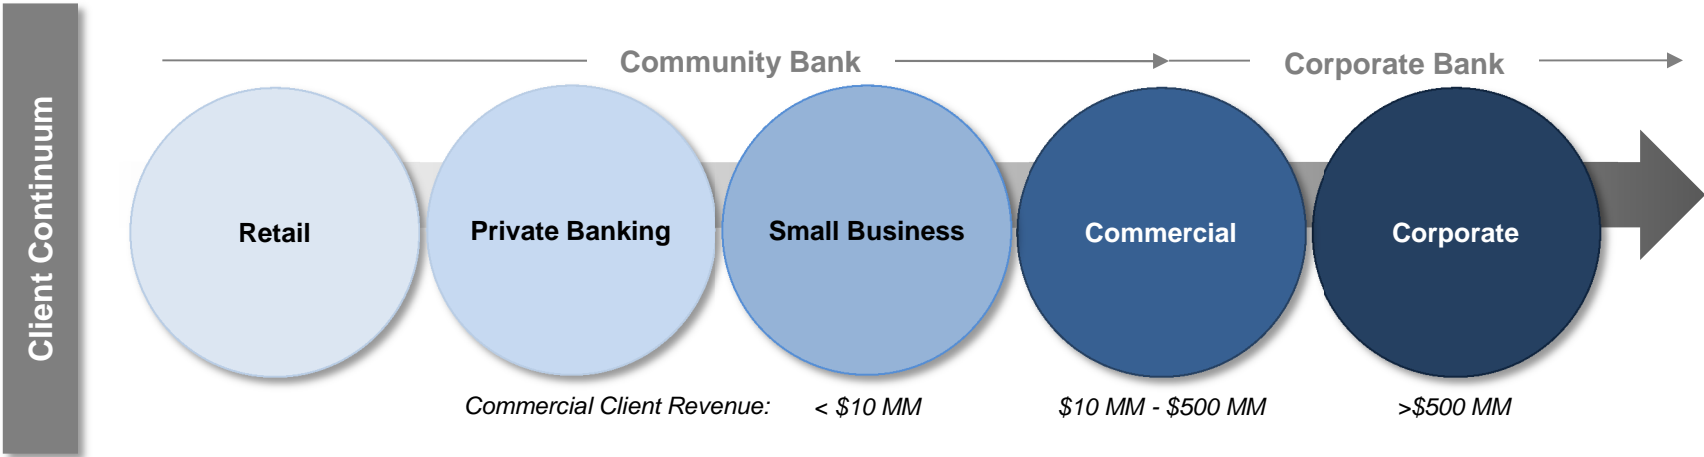 Client Continuum
Community Bank
Corporate Bank
Retail
Private Banking
Small Business
Commercial
Corporate
Commercial Client Revenue: < $10 MM $10 MM - $500 MM >$500 MM